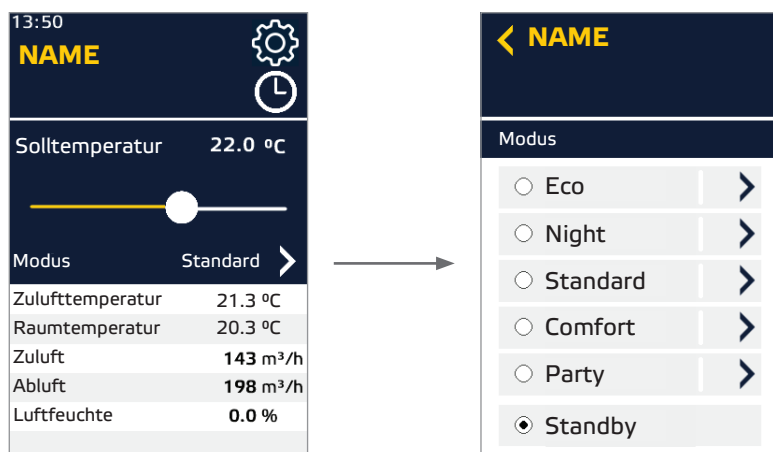 13:50
NAME
Solltemperatur 22.0 ºC
Modus Standard
Zulufttemperatur 21.3 ºC
Raumtemperatur 20.3 ºC
Zuluft 143 m³/h
Abluft 198 m³/h
Luftfeuchte 0.0 %
NAME
Modus
Eco
Night
Standard
Comfort
Party
Standby